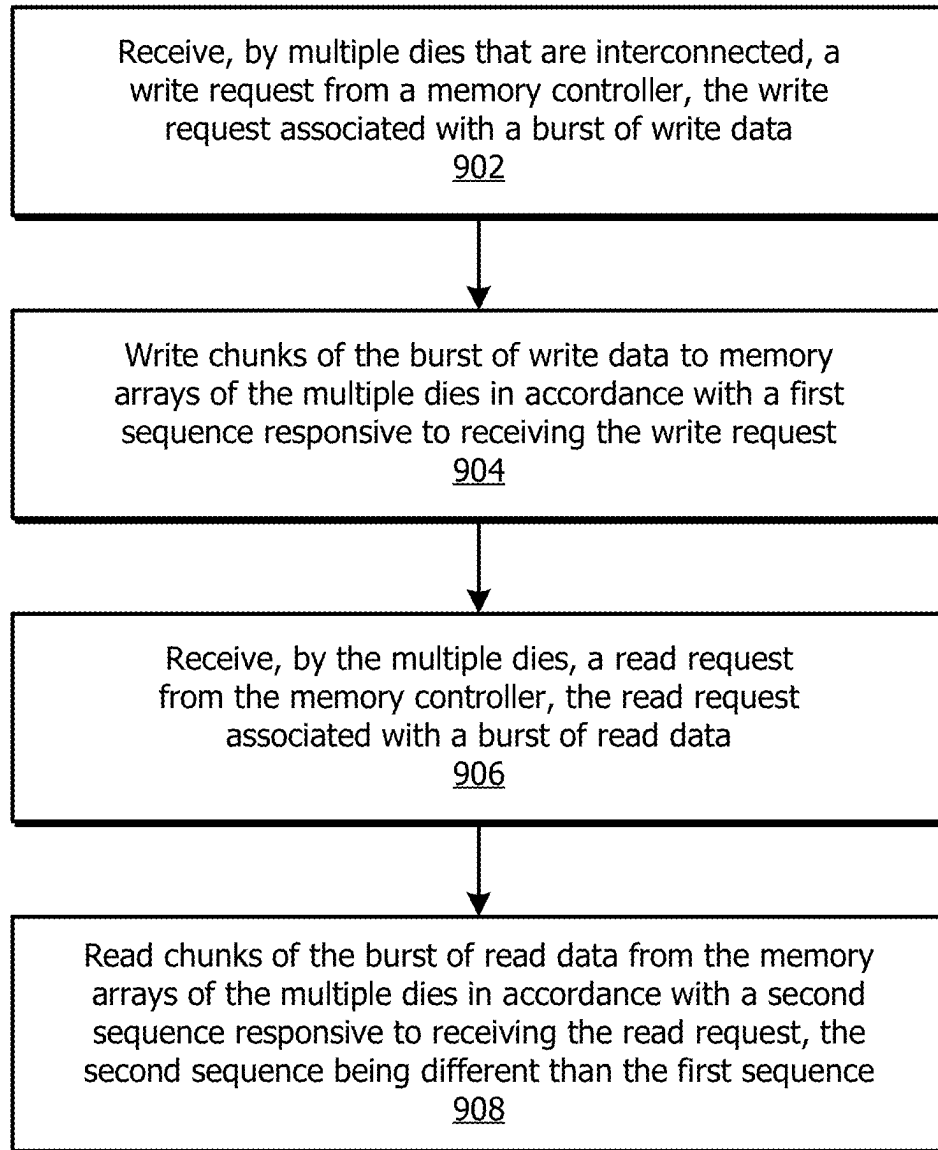 Receive, by multiple dies that are interconnected, a
write request from a memory controller, the write
request associated with a burst of write data
902
Write chunks of the burst of write data to memory
arrays of the multiple dies in accordance with a first
sequence responsive to receiving the write request
904
Receive, by the multiple dies, a read request
from the memory controller, the read request
associated with a burst of read data
906
Read chunks of the burst of read data from the memory
arrays of the multiple dies in accordance with a second
sequence responsive to receiving the read request, the
second sequence being different than the first sequence
908